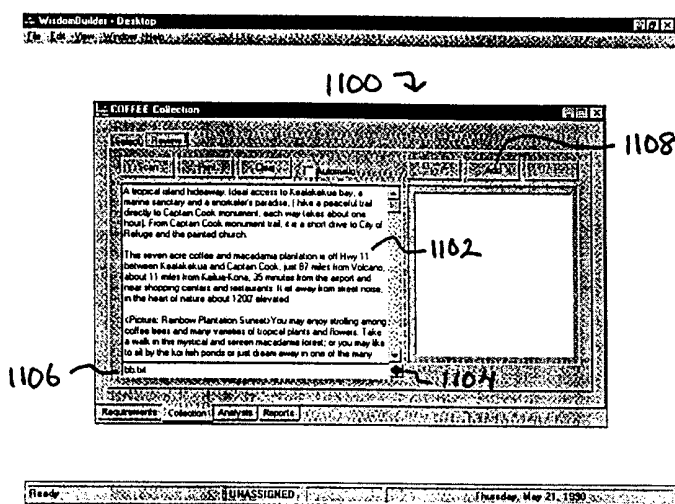 WisdomBuilder - Desktop
File Edit View Window Help
1100
COFFEE Collection
Select Review
1108
Scan Clear Automatic Add
A tropical island hideaway. Ideal access to Kealakekua bay, a
marine sanctary and a snorkeler's paradise, [ hike a peaceful trail
directly to Captain Cook monument, each way takes about one
hour]. From Captain Cook monument trail, it is a short drive to City of
Refuge and the painted church.
1102
This seven acre coffee and macadamia plantation is off Hwy 11
between Kealakekua and Captain Cook, just 87 miles from Volcano,
about 11 miles from Kailua-Kona, 25 minutes from the airport and
near shopping centers and restaurants. It is away from street noise,
in the heart of nature about 1200' elevated
<Picture: Rainbow Plantation Sunset>You may enjoy strolling among
coffee trees and many varieties of tropical plants and flowers. Take
a walk in the mystical and screen macadamia forest; or you may like
to sit by the koi fish ponds or just dream away in one of the many
1106 bb.txt 1104
Requirements Collection Analysis Reports
Ready UNASSIGNED Thursday, May 21, 1990